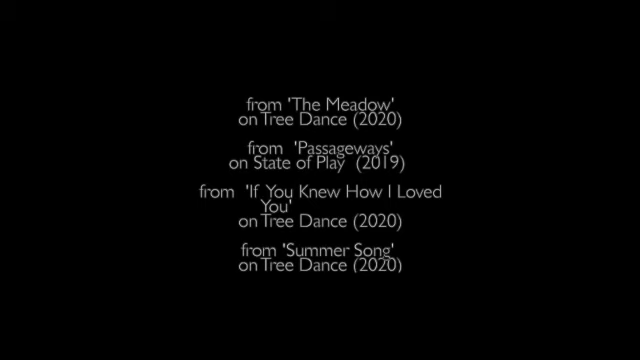 from 'The Meadow'
on Tree Dance (2020)
from 'Passageways'
on State of Play (2019)
from 'If You Knew How I Loved
You'
on Tree Dance (2020)
from 'Summer Song'
on Tree Dance (2020)